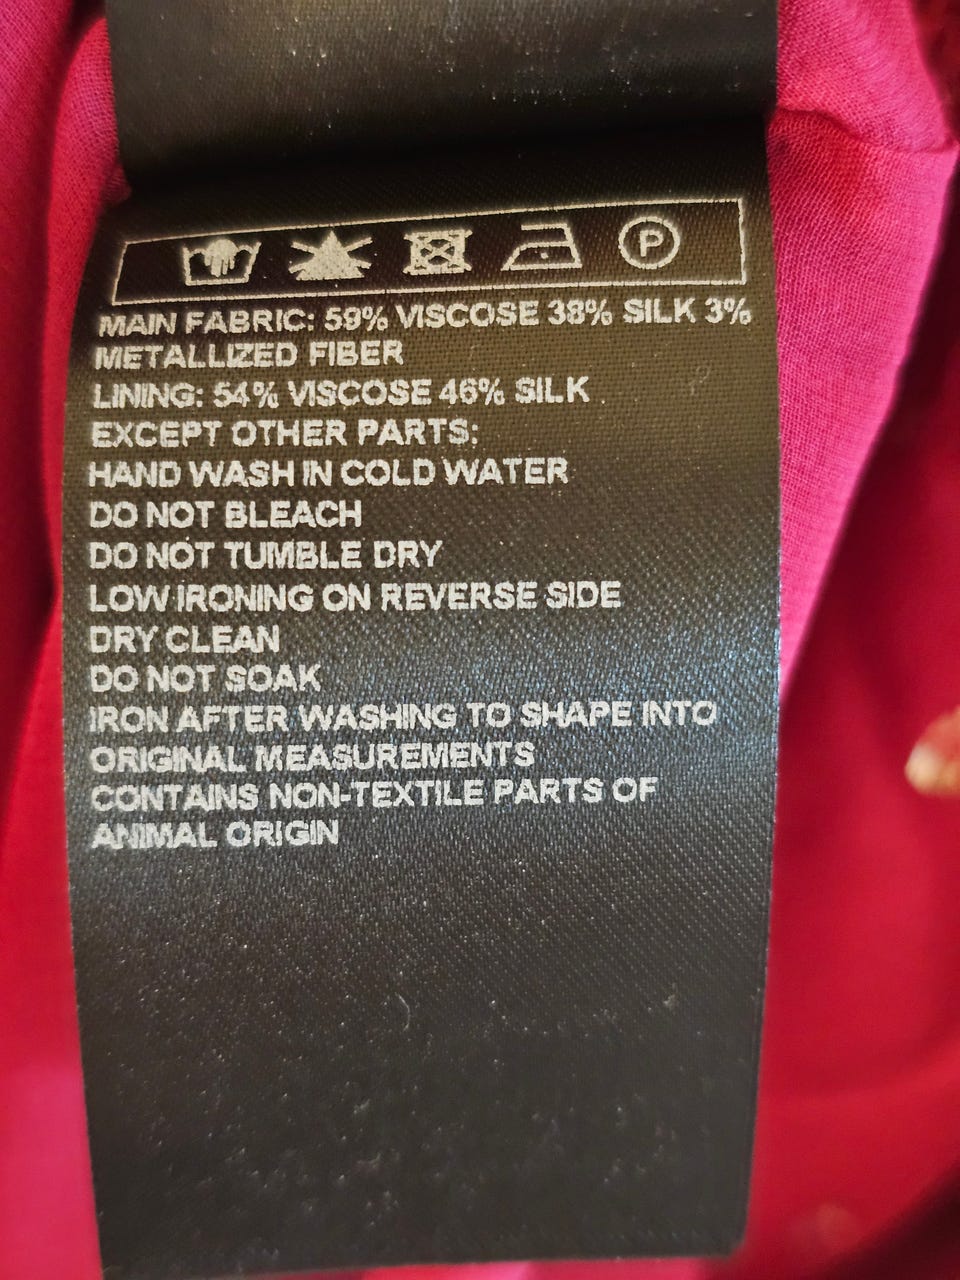 P
MAIN FABRIC: 59% VISCOSE 38% SILK 3%
METALLIZED FIBER
LINING: 54% VISCOSE 46% SILK
EXCEPT OTHER PARTS:
HAND WASH IN COLD WATER
DO NOT BLEACH
DO NOT TUMBLE DRY
LOW IRONING ON REVERSE SIDE
DRY CLEAN
DO NOT SOAK
IRON AFTER WASHING TO SHAPE INTO
ORIGINAL MEASUREMENTS
CONTAINS NON-TEXTILE PARTS OF
ANIMAL ORIGIN